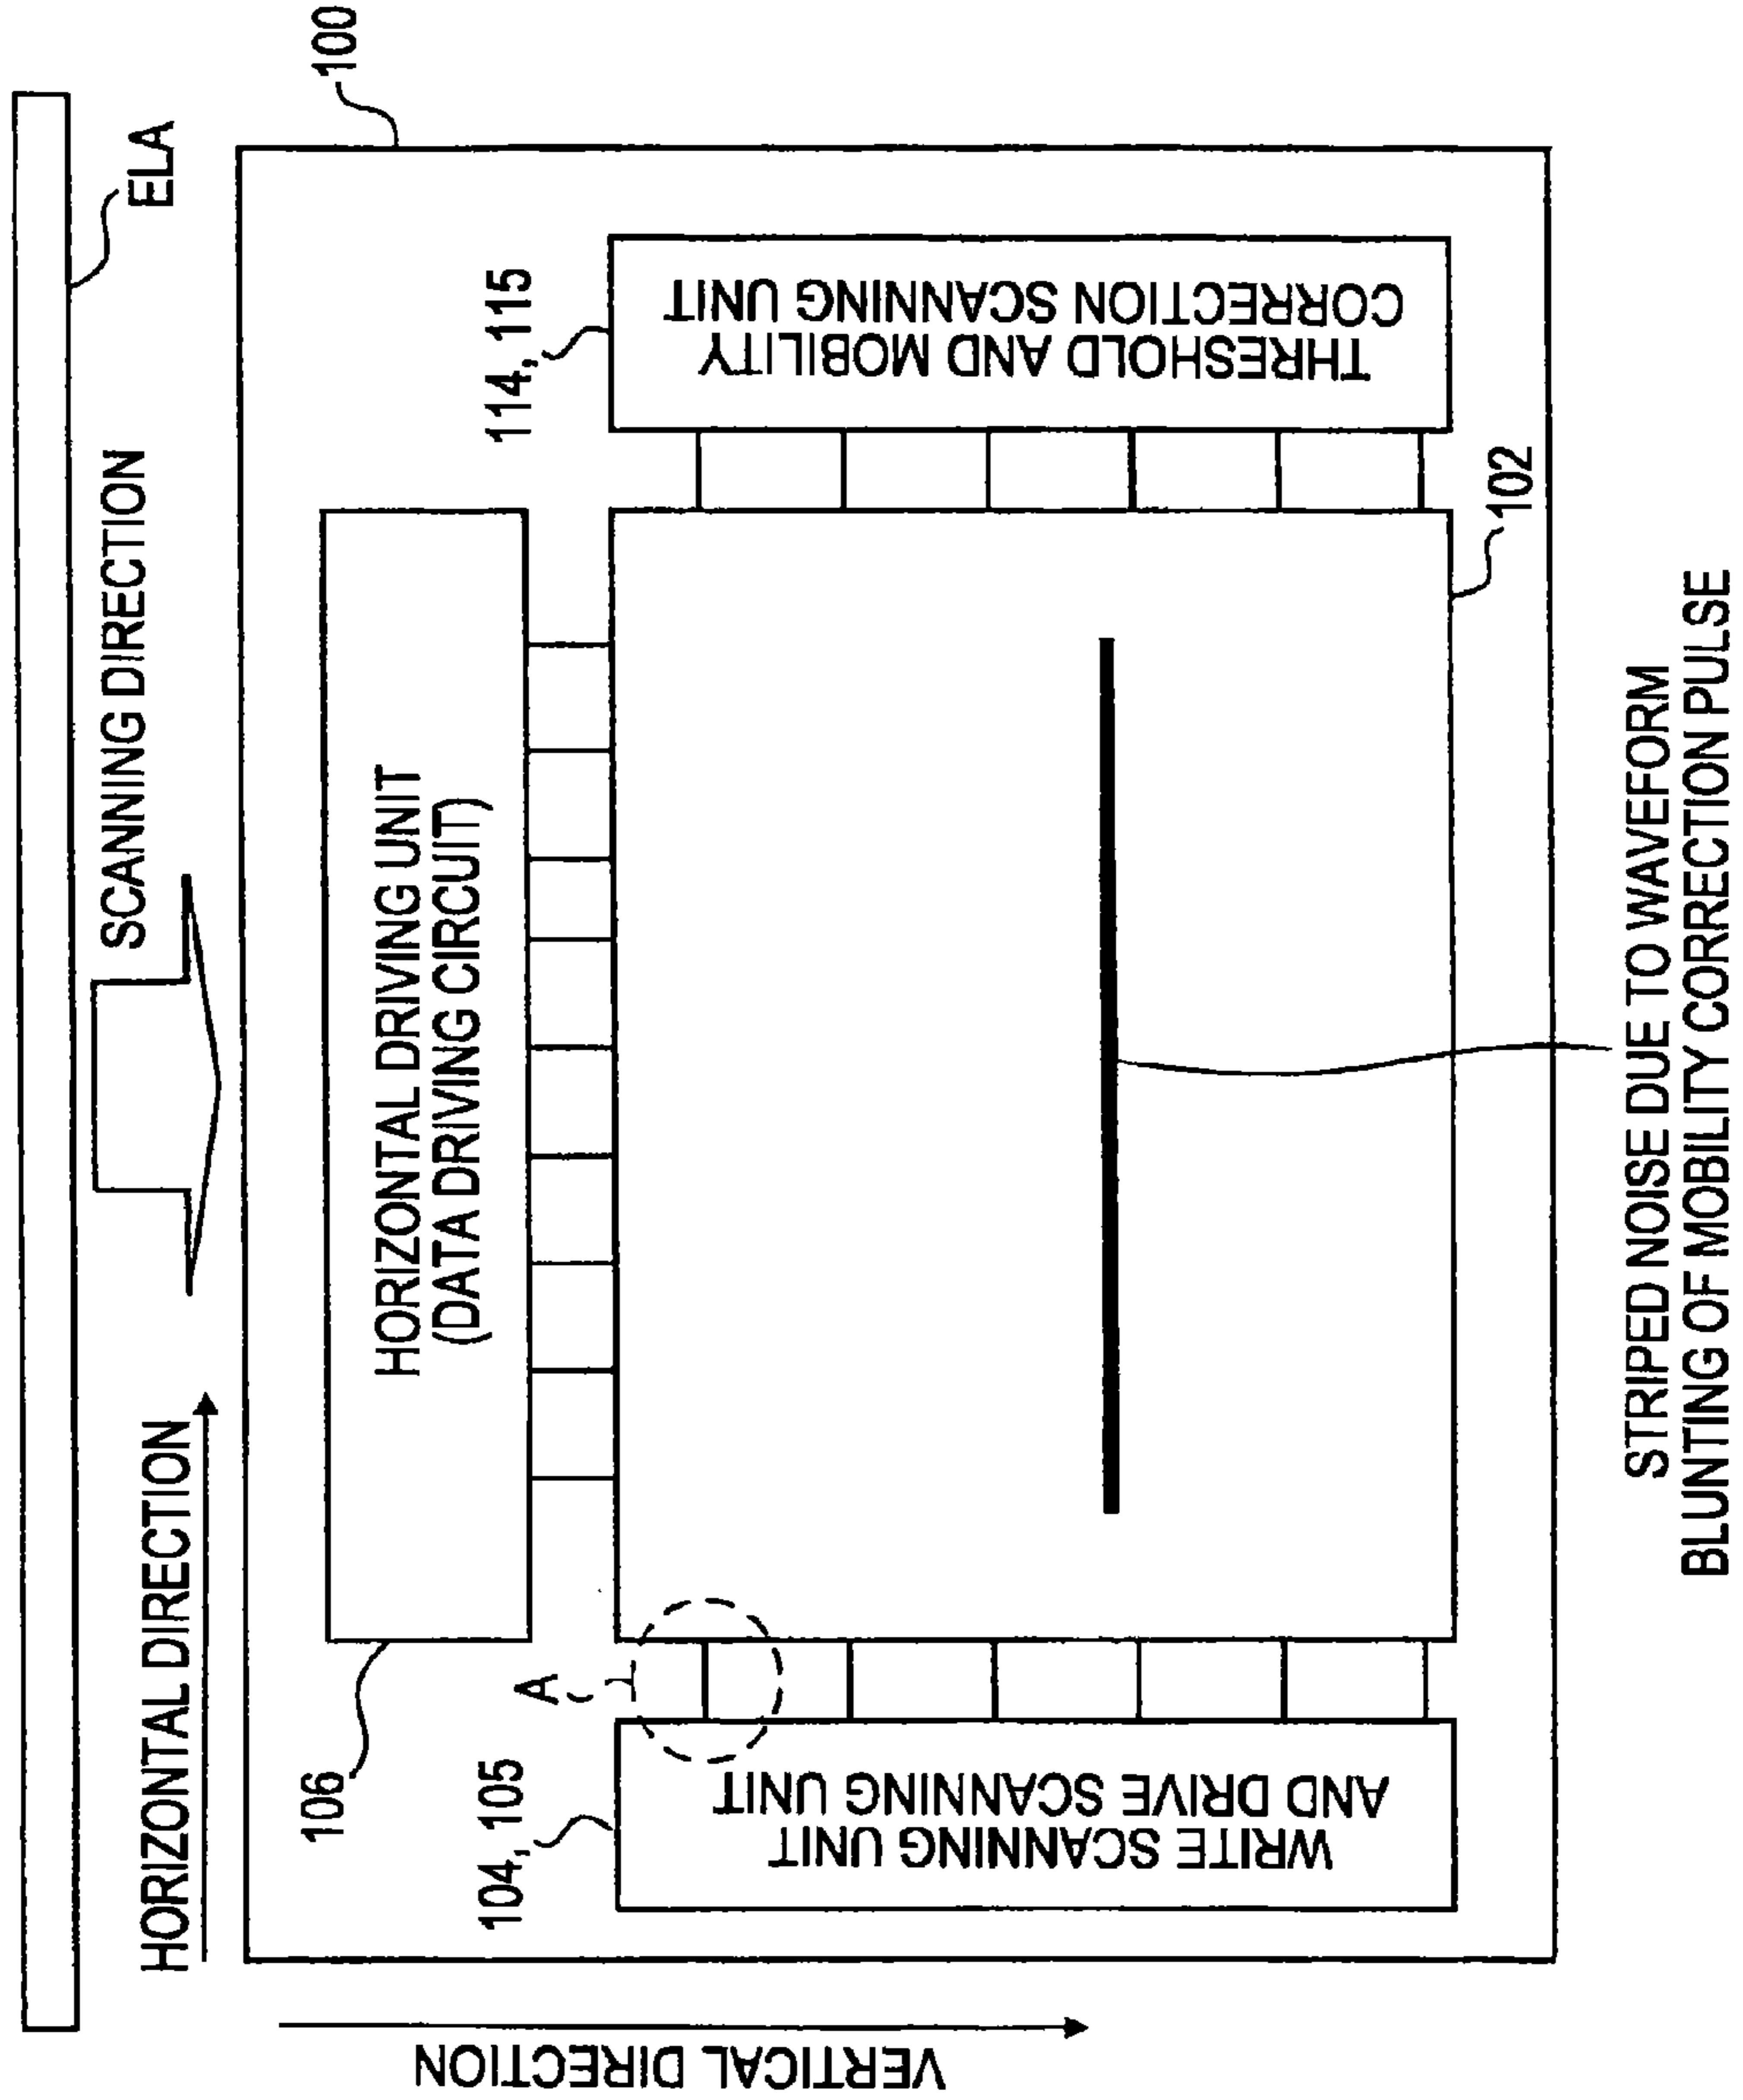 ELA
SCANNING DIRECTION
HORIZONTAL DIRECTION
100
VERTICAL DIRECTION
106
HORIZONTAL DRIVING UNIT
(DATA DRIVING CIRCUIT)
104, 105
A
114, 115
WRITE SCANNING UNIT
AND DRIVE SCANNING UNIT
THRESHOLD AND MOBILITY
CORRECTION SCANNING UNIT
102
STRIPED NOISE DUE TO WAVEFORM
BLUNTING OF MOBILITY CORRECTION PULSE